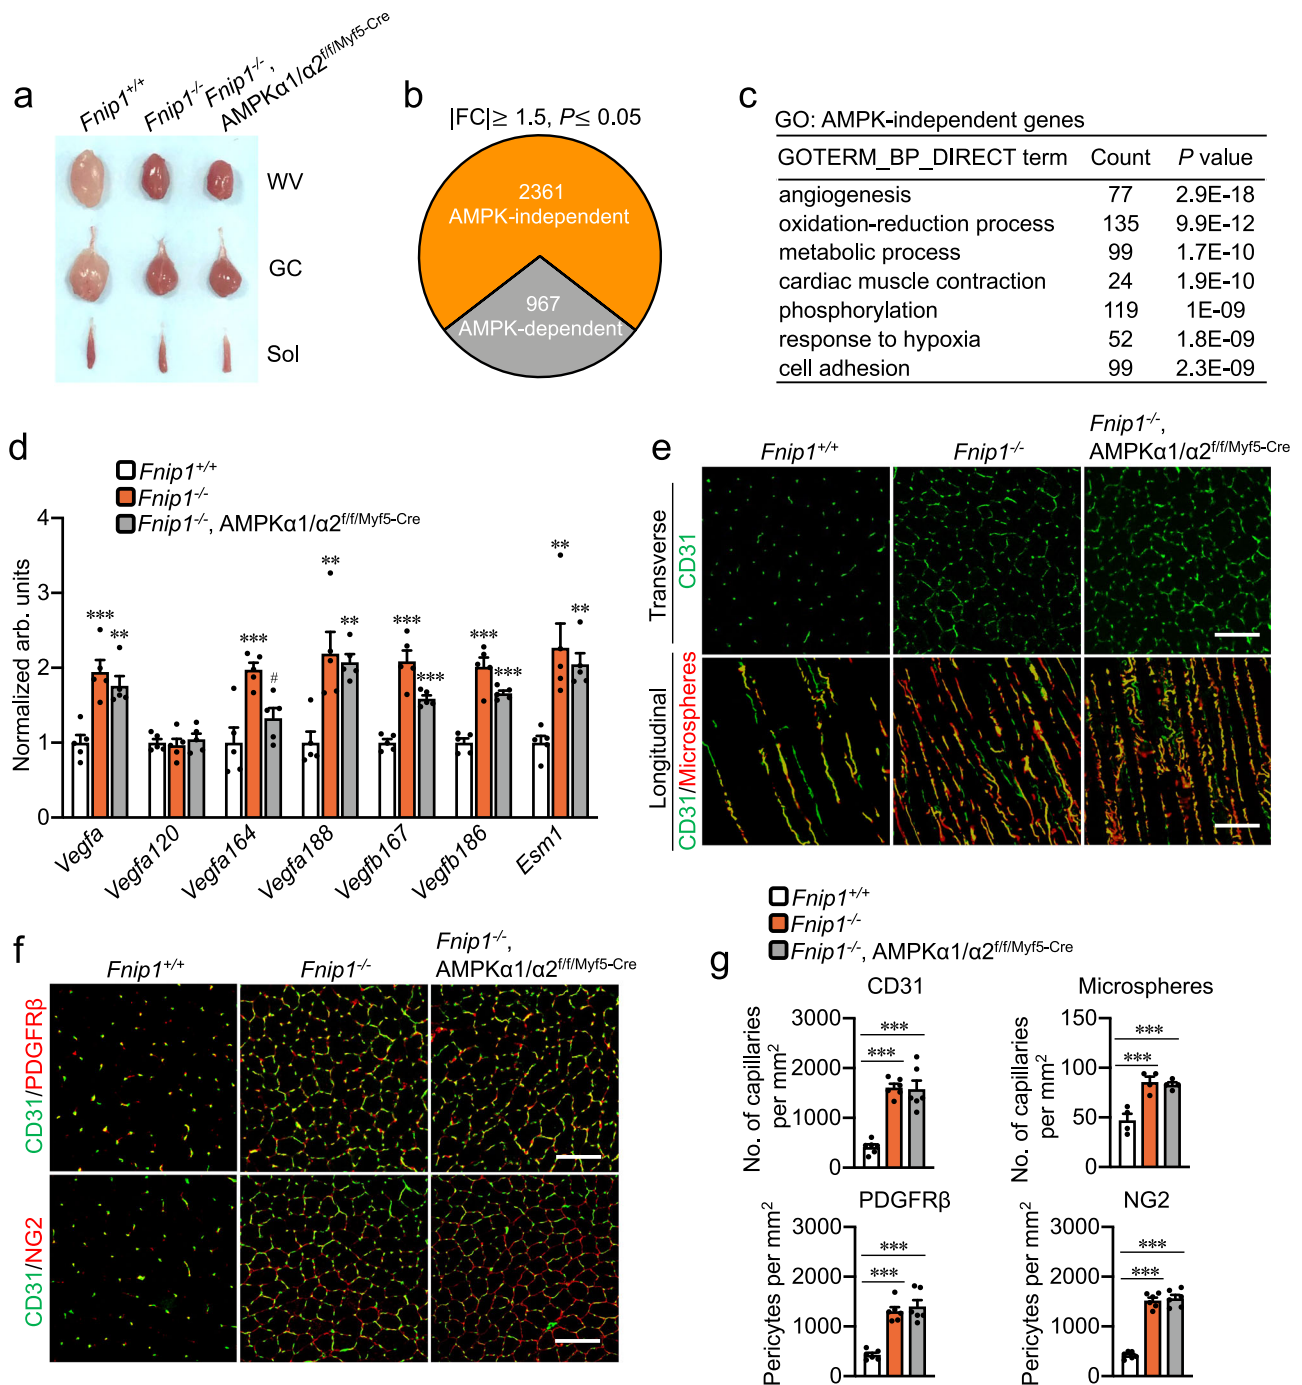 a
Fnip1+/+
Fnip1-/-
Fnip1-/-,
AMPKα1/α2f/f/Myf5-Cre
WV
GC
Sol
b
|FC|≥ 1.5, P≤ 0.05
2361
AMPK-independent
967
AMPK-dependent
c
GO: AMPK-independent genes
GOTERM_BP_DIRECT term Count P value
angiogenesis 77 2.9E-18
oxidation-reduction process 135 9.9E-12
metabolic process 99 1.7E-10
cardiac muscle contraction 24 1.9E-10
phosphorylation 119 1E-09
response to hypoxia 52 1.8E-09
cell adhesion 99 2.3E-09
d
Fnip1+/+
Fnip1-/-
Fnip1-/-, AMPKα1/α2f/f/Myf5-Cre
Normalized arb. units
4
3
2
1
0
*** **
*** #
** **
*** ***
*** ***
** **
Vegfa
Vegfa120
Vegfa164
Vegfa188
Vegfb167
Vegfb186
Esm1
e
Fnip1+/+
Fnip1-/-
Fnip1-/-,
AMPKα1/α2f/f/Myf5-Cre
Transverse
CD31
Longitudinal
CD31/Microspheres
f
Fnip1+/+
Fnip1-/-
Fnip1-/-,
AMPKα1/α2f/f/Myf5-Cre
CD31/PDGFRβ
CD31/NG2
Fnip1+/+
Fnip1-/-
Fnip1-/-, AMPKα1/α2f/f/Myf5-Cre
g
CD31
No. of capillaries
per mm2
3000
2000
1000
0
***
***
Microspheres
No. of capillaries
per mm2
150
100
50
0
***
***
PDGFRβ
Pericytes per mm2
3000
2000
1000
0
***
***
NG2
Pericytes per mm2
3000
2000
1000
0
***
***